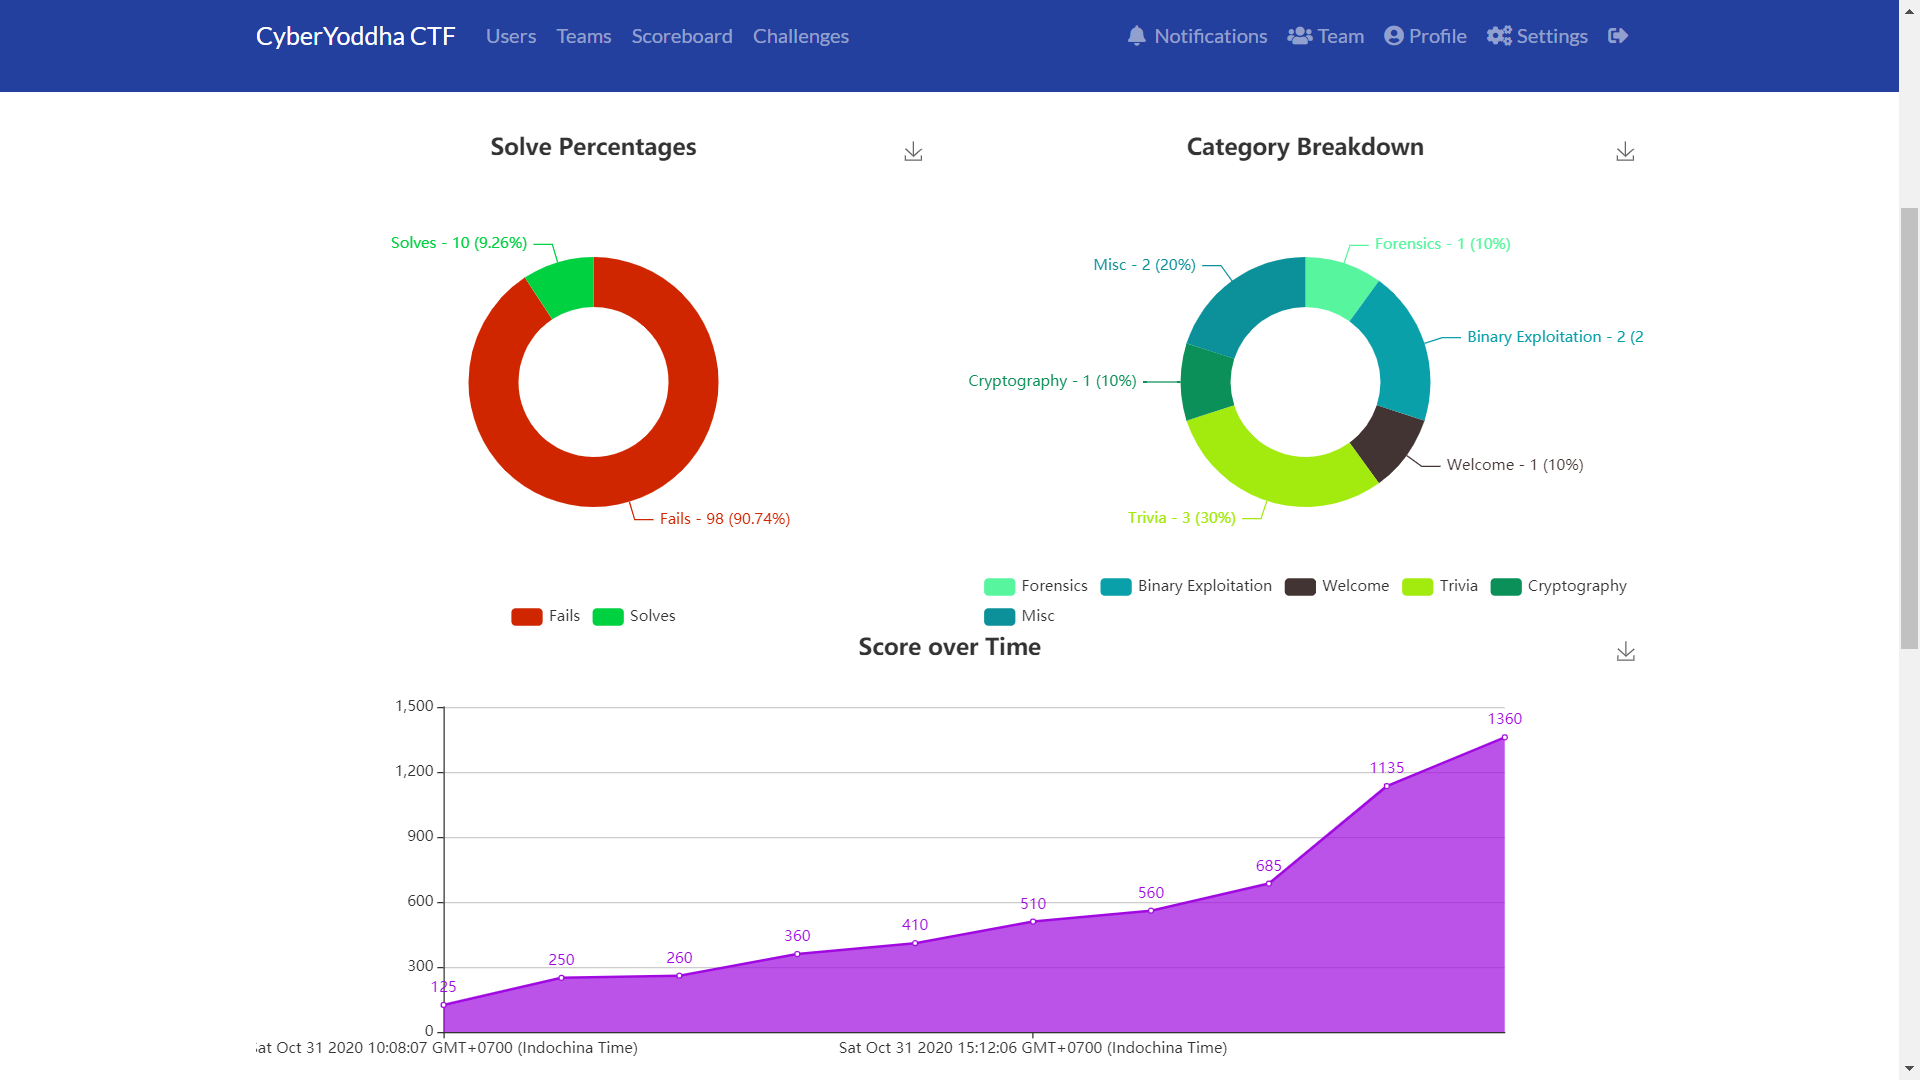 CyberYoddha CTF Users Teams Scoreboard Challenges Notifications Team Profile Settings
Solve Percentages
Category Breakdown
Solves - 10 (9.26%)
Fails - 98 (90.74%)
Fails Solves
Forensics - 1 (10%)
Misc - 2 (20%)
Binary Exploitation - 2 (2
Cryptography - 1 (10%)
Welcome - 1 (10%)
Trivia - 3 (30%)
Forensics Binary Exploitation Welcome Trivia Cryptography
Misc
Score over Time
1,500
1,200
900
600
300
0
125
250
260
360
410
510
560
685
1135
1360
Sat Oct 31 2020 10:08:07 GMT+0700 (Indochina Time)
Sat Oct 31 2020 15:12:06 GMT+0700 (Indochina Time)